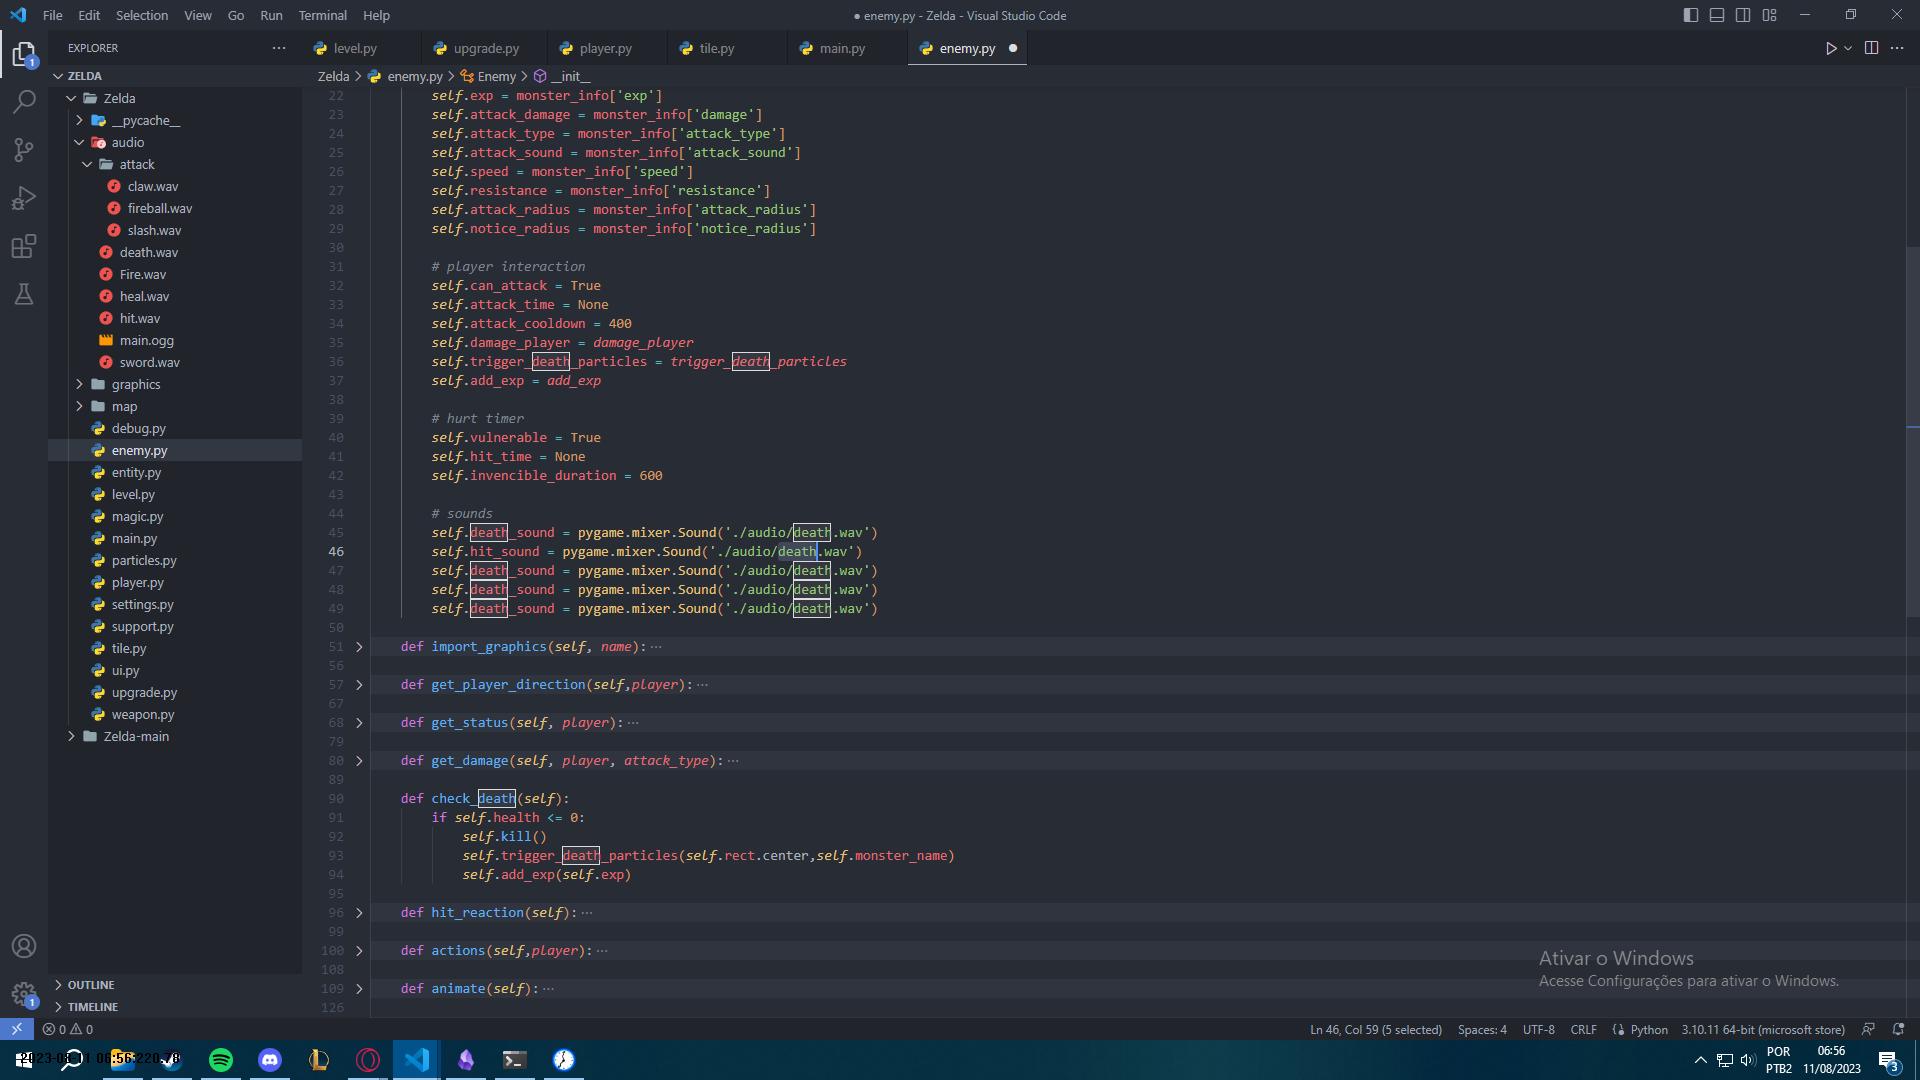 File Edit Selection View Go Run Terminal Help
● enemy.py - Zelda - Visual Studio Code
EXPLORER
level.py upgrade.py player.py tile.py main.py enemy.py
ZELDA
Zelda > enemy.py > Enemy > __init__
Zelda
__pycache__
audio
attack
claw.wav
fireball.wav
slash.wav
death.wav
Fire.wav
heal.wav
hit.wav
main.ogg
sword.wav
graphics
map
debug.py
enemy.py
entity.py
level.py
magic.py
main.py
particles.py
player.py
settings.py
support.py
tile.py
ui.py
upgrade.py
weapon.py
Zelda-main
OUTLINE
TIMELINE
22 self.exp = monster_info['exp']
23 self.attack_damage = monster_info['damage']
24 self.attack_type = monster_info['attack_type']
25 self.attack_sound = monster_info['attack_sound']
26 self.speed = monster_info['speed']
27 self.resistance = monster_info['resistance']
28 self.attack_radius = monster_info['attack_radius']
29 self.notice_radius = monster_info['notice_radius']
30
31 # player interaction
32 self.can_attack = True
33 self.attack_time = None
34 self.attack_cooldown = 400
35 self.damage_player = damage_player
36 self.trigger_death_particles = trigger_death_particles
37 self.add_exp = add_exp
38
39 # hurt timer
40 self.vulnerable = True
41 self.hit_time = None
42 self.invencible_duration = 600
43
44 # sounds
45 self.death_sound = pygame.mixer.Sound('./audio/death.wav')
46 self.hit_sound = pygame.mixer.Sound('./audio/death.wav')
47 self.death_sound = pygame.mixer.Sound('./audio/death.wav')
48 self.death_sound = pygame.mixer.Sound('./audio/death.wav')
49 self.death_sound = pygame.mixer.Sound('./audio/death.wav')
50
51 def import_graphics(self, name): ···
56
57 def get_player_direction(self,player): ···
67
68 def get_status(self, player): ···
79
80 def get_damage(self, player, attack_type): ···
89
90 def check_death(self):
91 if self.health <= 0:
92 self.kill()
93 self.trigger_death_particles(self.rect.center,self.monster_name)
94 self.add_exp(self.exp)
95
96 def hit_reaction(self): ···
99
100 def actions(self,player): ···
108
109 def animate(self): ···
126
Ativar o Windows
Acesse Configurações para ativar o Windows.
0 0
Ln 46, Col 59 (5 selected) Spaces: 4 UTF-8 CRLF Python 3.10.11 64-bit (microsoft store)
POR
PTB2
06:56
11/08/2023
3